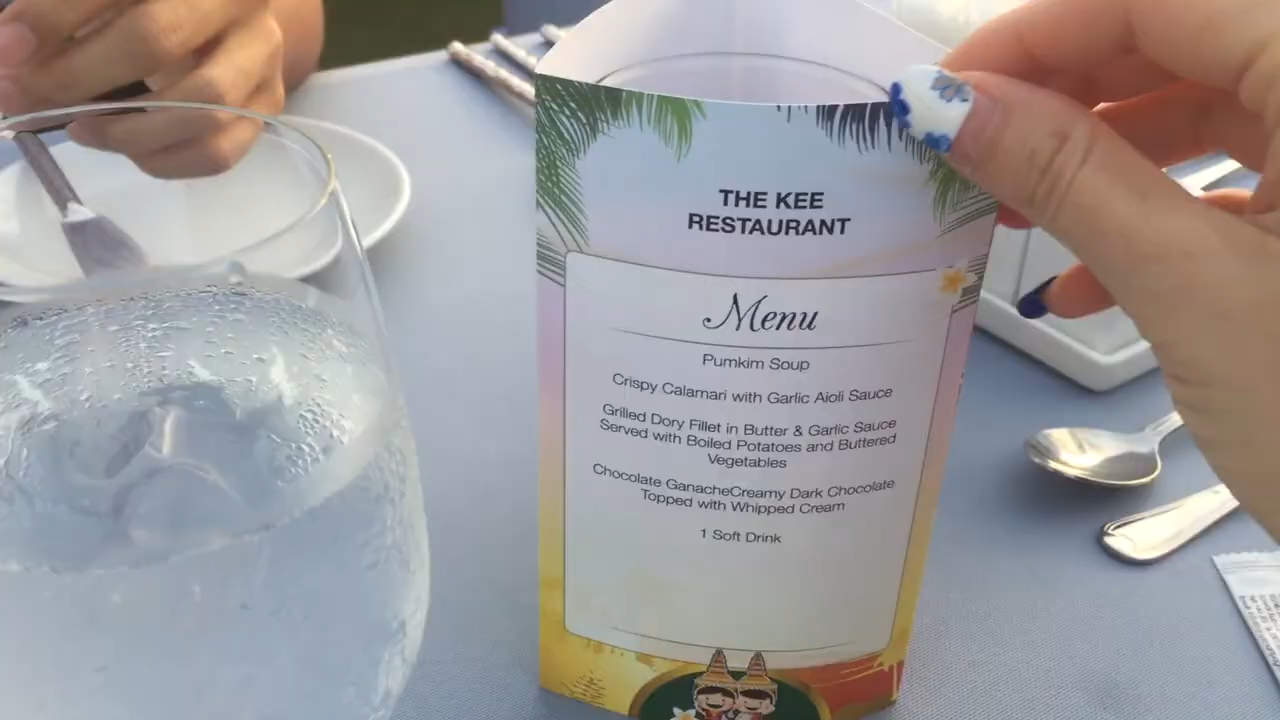 THE KEE
RESTAURANT
Menu
Pumkim Soup
Crispy Calamari with Garlic Aioli Sauce
Grilled Dory Fillet in Butter & Garlic Sauce
Served with Boiled Potatoes and Buttered
Vegetables
Chocolate GanacheCreamy Dark Chocolate
Topped with Whipped Cream
1 Soft Drink